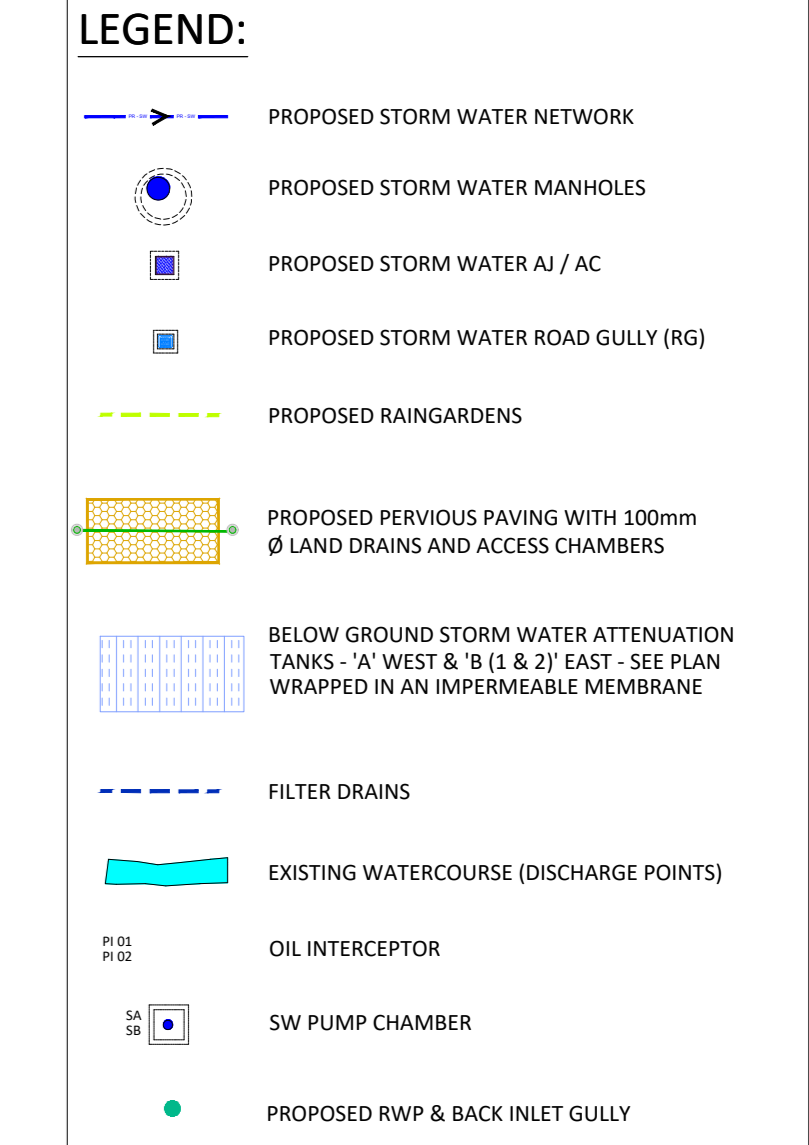 LEGEND:
PR - SW PR - SW PROPOSED STORM WATER NETWORK
PROPOSED STORM WATER MANHOLES
PROPOSED STORM WATER AJ / AC
PROPOSED STORM WATER ROAD GULLY (RG)
PROPOSED RAINGARDENS
PROPOSED PERVIOUS PAVING WITH 100mm
Ø LAND DRAINS AND ACCESS CHAMBERS
BELOW GROUND STORM WATER ATTENUATION
TANKS - 'A' WEST & 'B (1 & 2)' EAST - SEE PLAN
WRAPPED IN AN IMPERMEABLE MEMBRANE
FILTER DRAINS
EXISTING WATERCOURSE (DISCHARGE POINTS)
PI 01
PI 02
OIL INTERCEPTOR
SA
SB
SW PUMP CHAMBER
PROPOSED RWP & BACK INLET GULLY